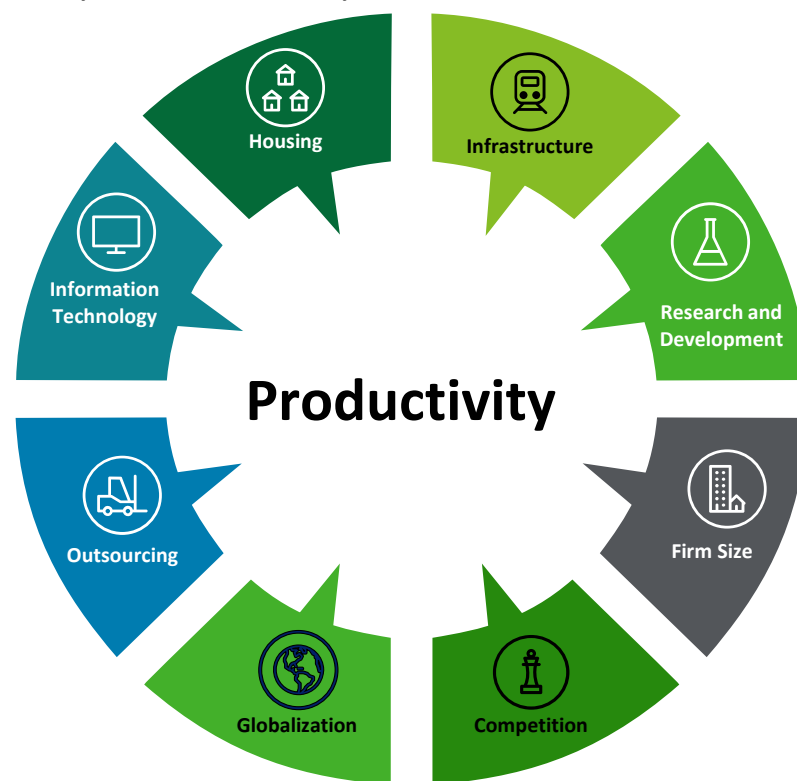 Housing
Infrastructure
Information
Technology
Research and
Development
Productivity
Outsourcing
Firm Size
Globalization
Competition